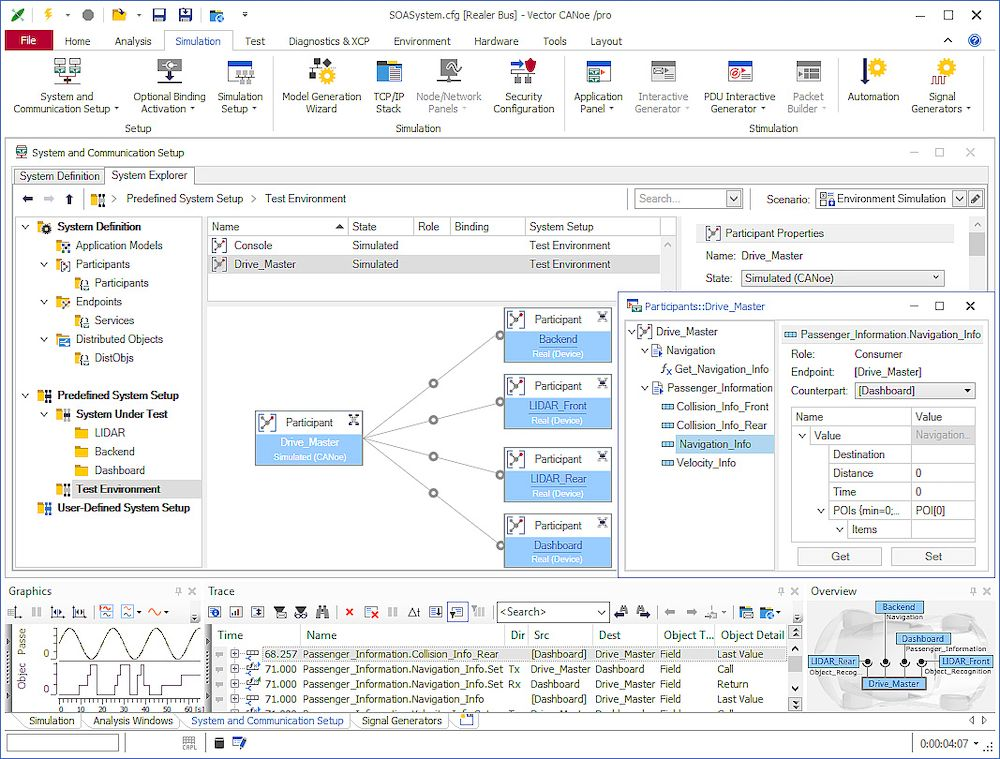 SOASystem.cfg [Realer Bus] - Vector CANoe /pro
File Home Analysis Simulation Test Diagnostics & XCP Environment Hardware Tools Layout
System and Communication Setup
Optional Binding Activation
Simulation Setup
Model Generation Wizard
TCP/IP Stack
Node/Network Panels
Security Configuration
Application Panel
Interactive Generator
PDU Interactive Generator
Packet Builder
Automation
Signal Generators
Setup Simulation Stimulation
System and Communication Setup
System Definition System Explorer
Predefined System Setup > Test Environment
Search...
Scenario: Environment Simulation
System Definition
Application Models
Participants
Participants
Endpoints
Services
Distributed Objects
DistObjs
Predefined System Setup
System Under Test
LIDAR
Backend
Dashboard
Test Environment
User-Defined System Setup
Name State Role Binding System Setup
Console Simulated Test Environment
Drive_Master Simulated Test Environment
Participant Properties
Name: Drive_Master
State: Simulated (CANoe)
Participant
Drive_Master
Simulated (CANoe)
Participant
Backend
Real (Device)
Participant
LIDAR_Front
Real (Device)
Participant
LIDAR_Rear
Real (Device)
Participant
Dashboard
Real (Device)
Participants::Drive_Master
Drive_Master
Navigation
Get_Navigation_Info
Passenger_Information
Collision_Info_Front
Collision_Info_Rear
Navigation_Info
Velocity_Info
Passenger_Information.Navigation_Info
Role: Consumer
Endpoint: [Drive_Master]
Counterpart: [Dashboard]
Name Value
Value Navigation...
Destination
Distance 0
Time 0
POIs {min=0;... POI[0]
Items
Get Set
Graphics
Passe
0
Objec
0
0 10 20 30 40 50 60 [s]
Trace
<Search>
Time Name Dir Src Dest Object T... Object Detail
68.257 Passenger_Information.Collision_Info_Rear [Dashboard] Drive_Master Field Last Value
71.000 Passenger_Information.Navigation_Info.Set Tx Drive_Master Dashboard Field Call
71.000 Passenger_Information.Navigation_Info.Set Rx Dashboard Drive_Master Field Return
71.000 Passenger_Information.Navigation_Info [Dashboard] Drive_Master Field Last Value
Overview
Backend
Navigation
Dashboard
Passenger_Information
LIDAR_Rear
Object_Recog.
LIDAR_Front
Object_Recognition
Drive_Master
Simulation Analysis Windows System and Communication Setup Signal Generators
CAPL
0:00:04:07